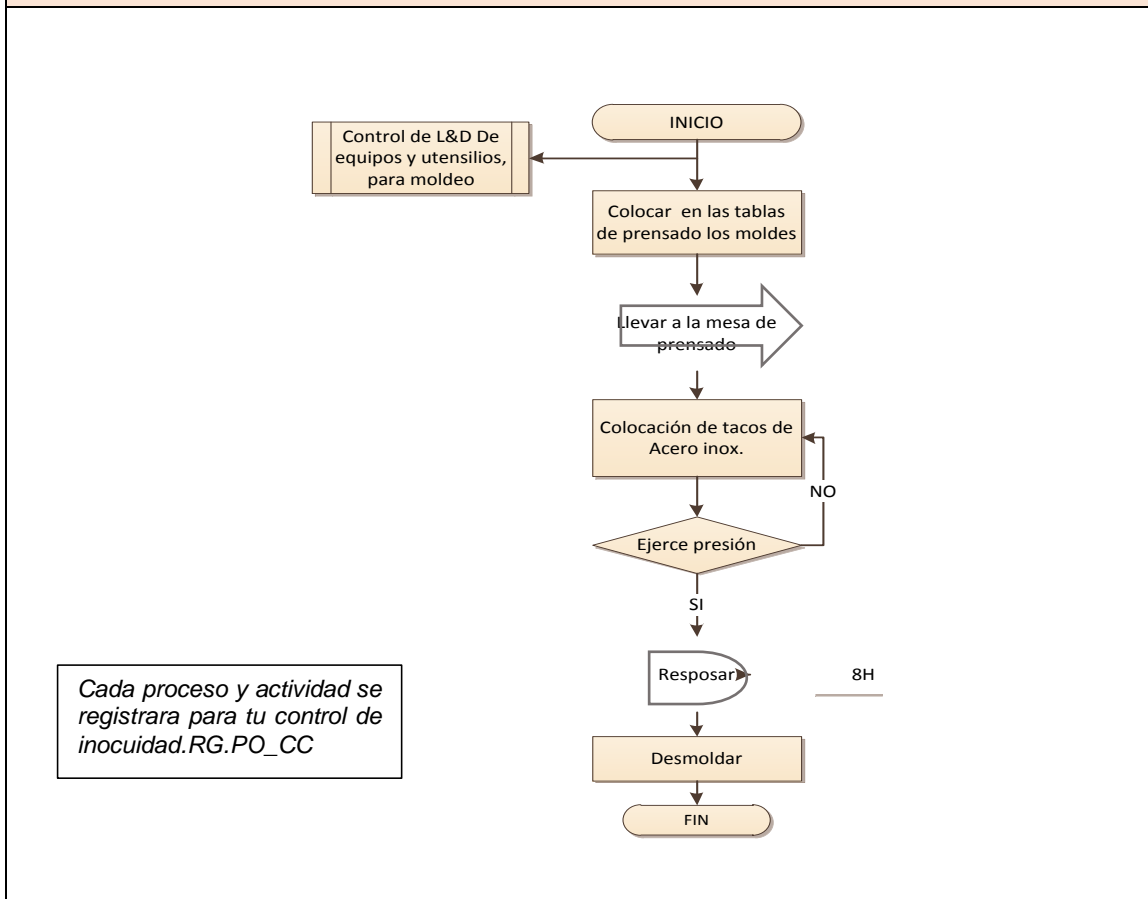 INICIO
Control de L&D De
equipos y utensilios,
para moldeo
Colocar en las tablas
de prensado los moldes
Llevar a la mesa de
prensado
Colocación de tacos de
Acero inox.
NO
Ejerce presión
SI
Resposar
8H
Cada proceso y actividad se
registrara para tu control de
inocuidad.RG.PO_CC
Desmoldar
FIN